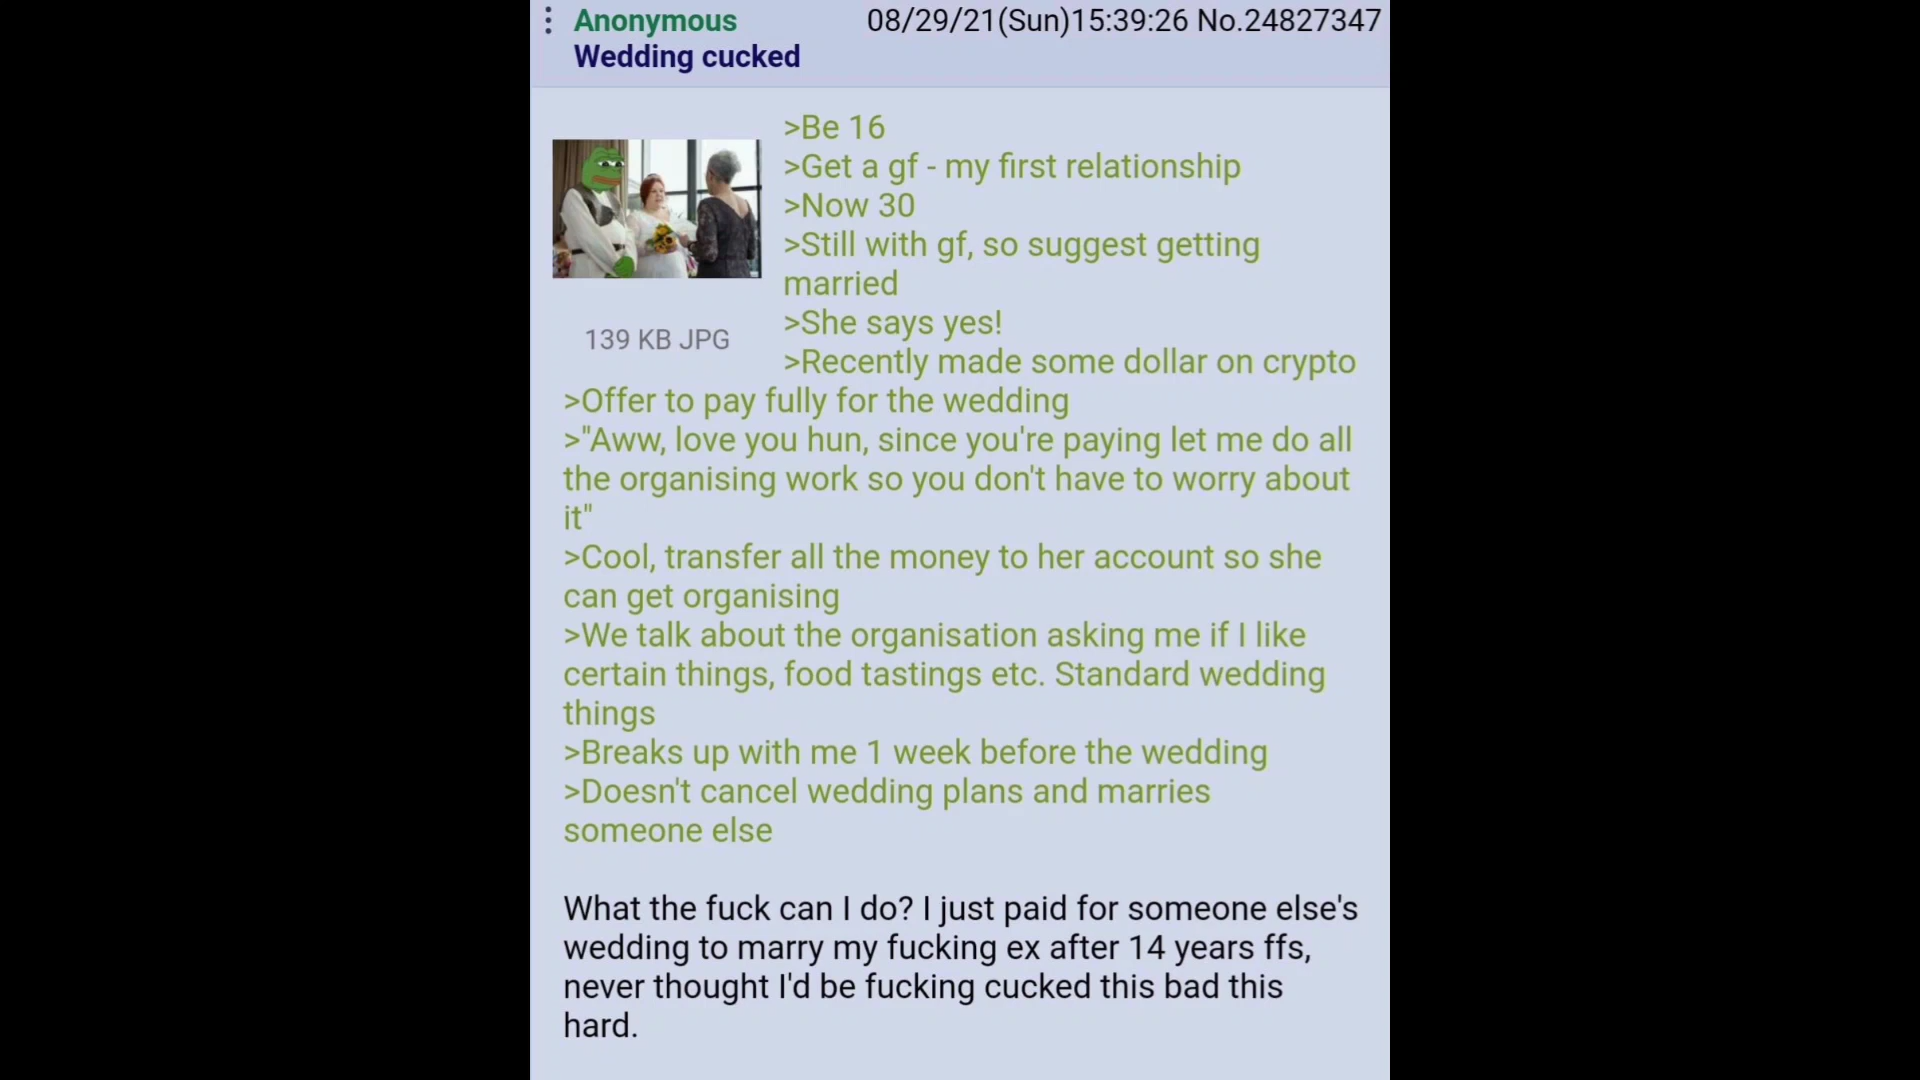 Anonymous 08/29/21(Sun)15:39:26 No.24827347
Wedding cucked
>Be 16
>Get a gf - my first relationship
>Now 30
>Still with gf, so suggest getting
married
>She says yes!
139 KB JPG
>Recently made some dollar on crypto
>Offer to pay fully for the wedding
>"Aww, love you hun, since you're paying let me do all
the organising work so you don't have to worry about
it"
>Cool, transfer all the money to her account so she
can get organising
>We talk about the organisation asking me if I like
certain things, food tastings etc. Standard wedding
things
>Breaks up with me 1 week before the wedding
>Doesn't cancel wedding plans and marries
someone else
What the fuck can I do? I just paid for someone else's
wedding to marry my fucking ex after 14 years ffs,
never thought I'd be fucking cucked this bad this
hard.